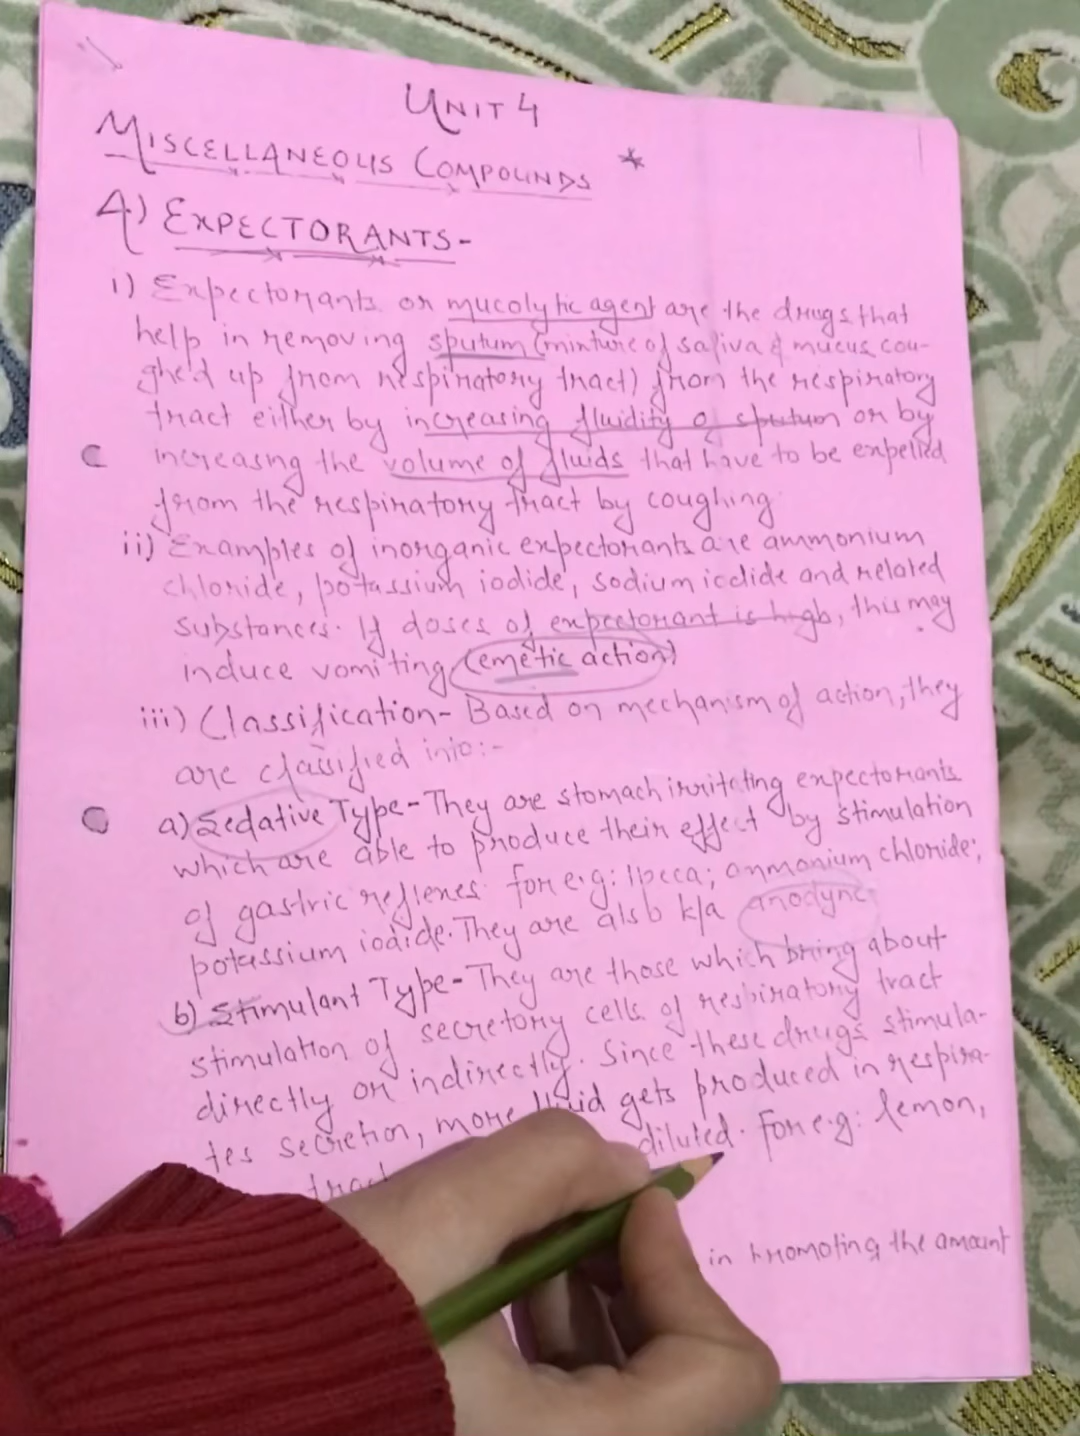 UNIT 4
MISCELLANEOUS COMPOUNDS *
4) EXPECTORANTS-
i) Expectorants or mucolytic agent are the drugs that
help in removing sputum (mixture of saliva & mucus cou-
ghed up from respiratory tract) from the respiratory
tract either by increasing fluidity of sputum or by
increasing the volume of fluids that have to be expelled
from the respiratory tract by coughing
ii) Examples of inorganic expectorants are ammonium
chloride, potassium iodide, sodium iodide and related
substances. If doses of expectorant is high, this may
induce vomiting (emetic action)
iii) Classification- Based on mechanism of action, they
are classified into:-
a) Sedative Type- They are stomach irritating expectorants
which are able to produce their effect by stimulation
of gastric reflexes for e.g: Ipeca; ammonium chloride;
potassium iodide. They are also k/a anodyne
b) Stimulant Type- They are those which bring about
stimulation of secretory cells of respiratory tract
directly or indirectly. Since these drugs stimula-
tes secretion, more fluid gets produced in respira-
diluted. For e.g: lemon,
in promoting the amount